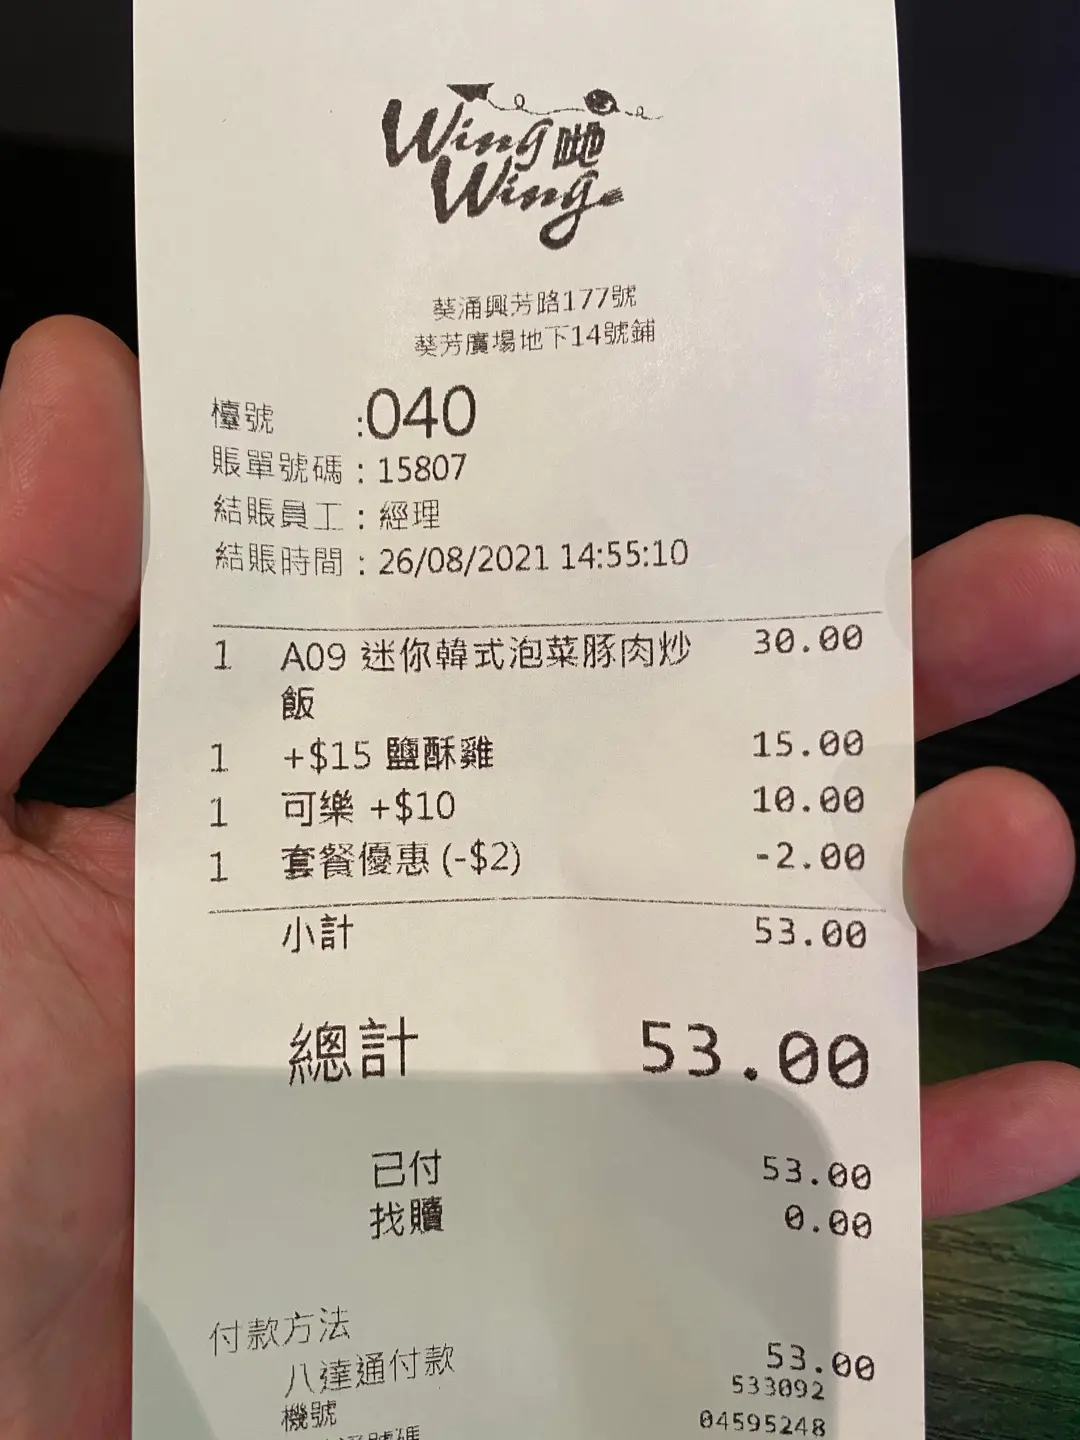 Wing
Wing
葵涌興芳路177號
葵芳廣場地下14號鋪
檯號 :040
賬單號碼 : 15807
結賬員工 : 經理
結賬時間 : 26/08/2021 14:55:10
1 A09 迷你韓式泡菜豚肉炒 30.00
飯
1 +$15 鹽酥雞 15.00
1 可樂 +$10 10.00
1 套餐優惠 (-$2) -2.00
小計 53.00
總計 53.00
已付 53.00
找贖 0.00
付款方法
八達通付款 53.00
機號 533092
號碼 04595248